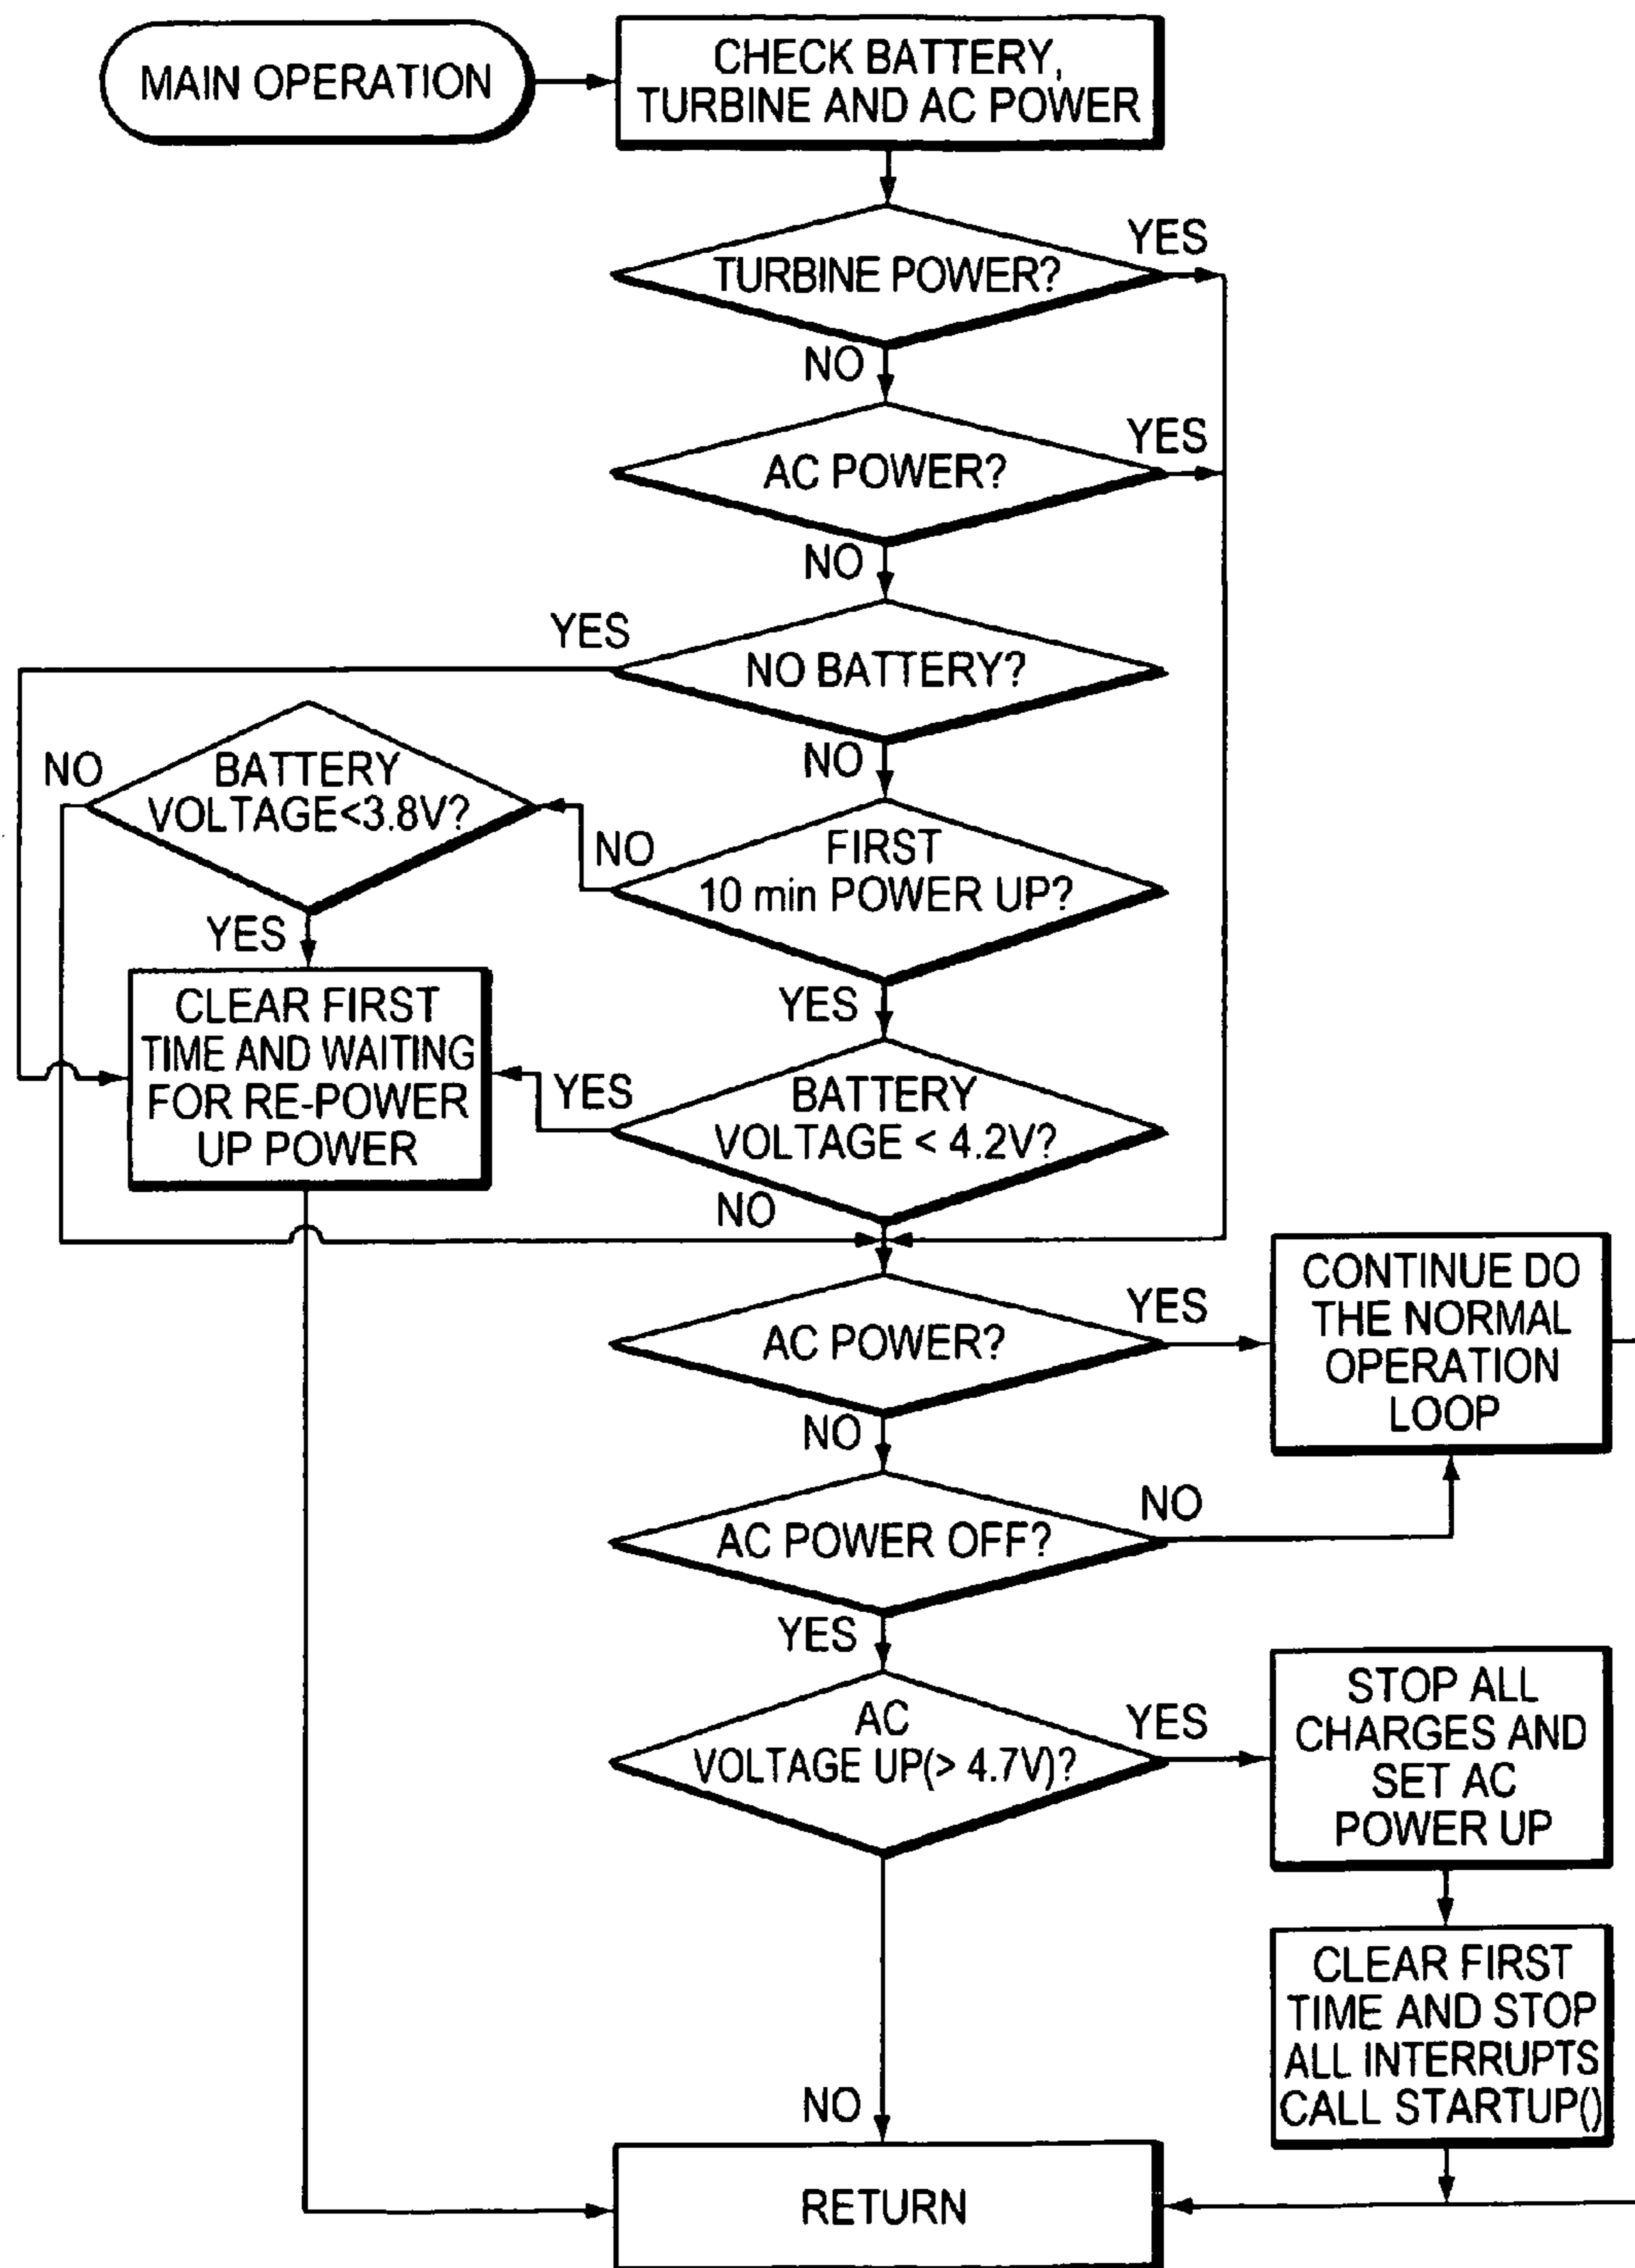 MAIN OPERATION
CHECK BATTERY,
TURBINE AND AC POWER
TURBINE POWER?
YES
NO
AC POWER?
YES
NO
NO BATTERY?
YES
NO
BATTERY
VOLTAGE<3.8V?
NO
YES
FIRST
10 min POWER UP?
NO
YES
CLEAR FIRST
TIME AND WAITING
FOR RE-POWER
UP POWER
BATTERY
VOLTAGE < 4.2V?
YES
NO
AC POWER?
YES
NO
CONTINUE DO
THE NORMAL
OPERATION
LOOP
AC POWER OFF?
NO
YES
AC
VOLTAGE UP(> 4.7V)?
YES
NO
STOP ALL
CHARGES AND
SET AC
POWER UP
CLEAR FIRST
TIME AND STOP
ALL INTERRUPTS
CALL STARTUP()
RETURN